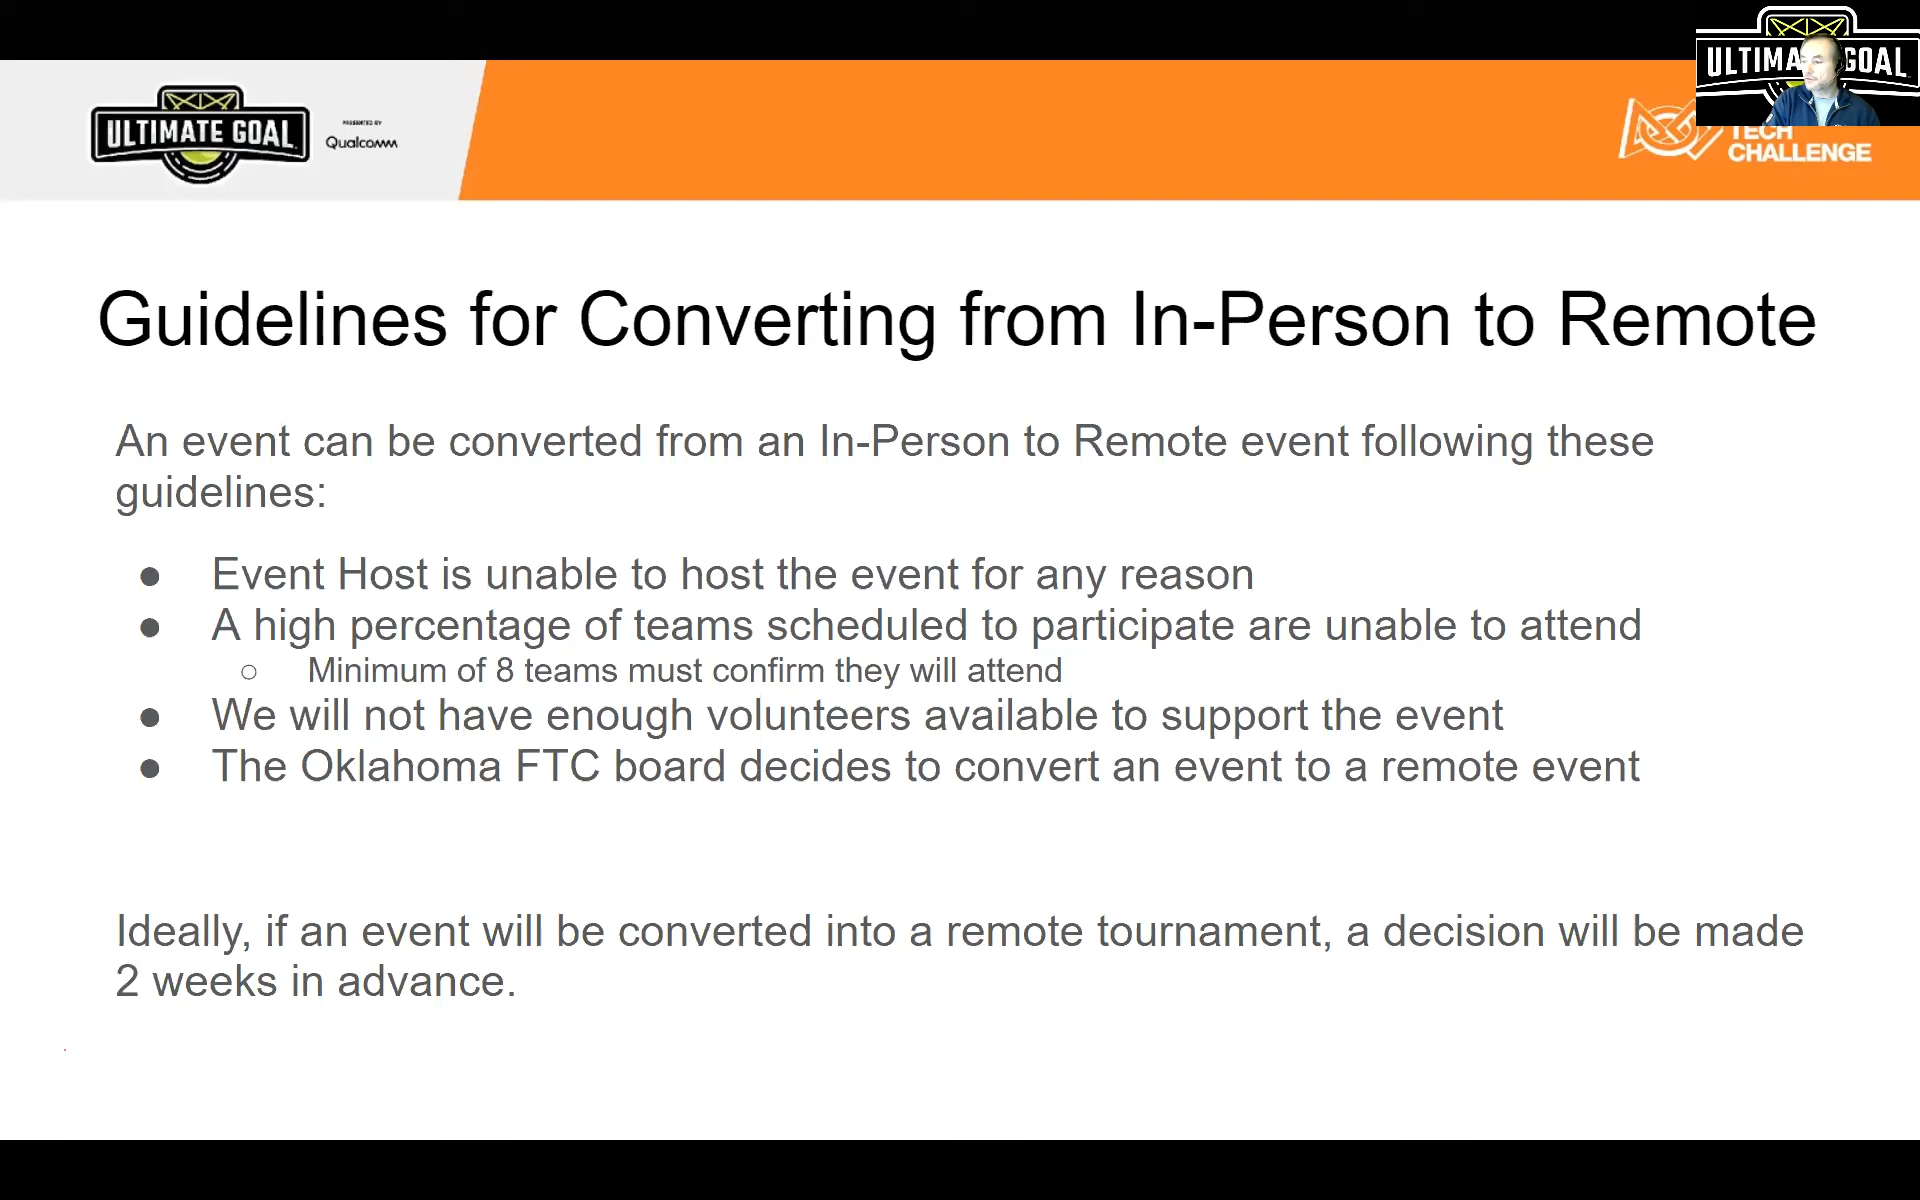 ULTIMATE GOAL
PRESENTED BY
Qualcomm
ULTIMA GOAL
TECH
CHALLENGE
Guidelines for Converting from In-Person to Remote
An event can be converted from an In-Person to Remote event following these
guidelines:
● Event Host is unable to host the event for any reason
● A high percentage of teams scheduled to participate are unable to attend
○ Minimum of 8 teams must confirm they will attend
● We will not have enough volunteers available to support the event
● The Oklahoma FTC board decides to convert an event to a remote event
Ideally, if an event will be converted into a remote tournament, a decision will be made
2 weeks in advance.